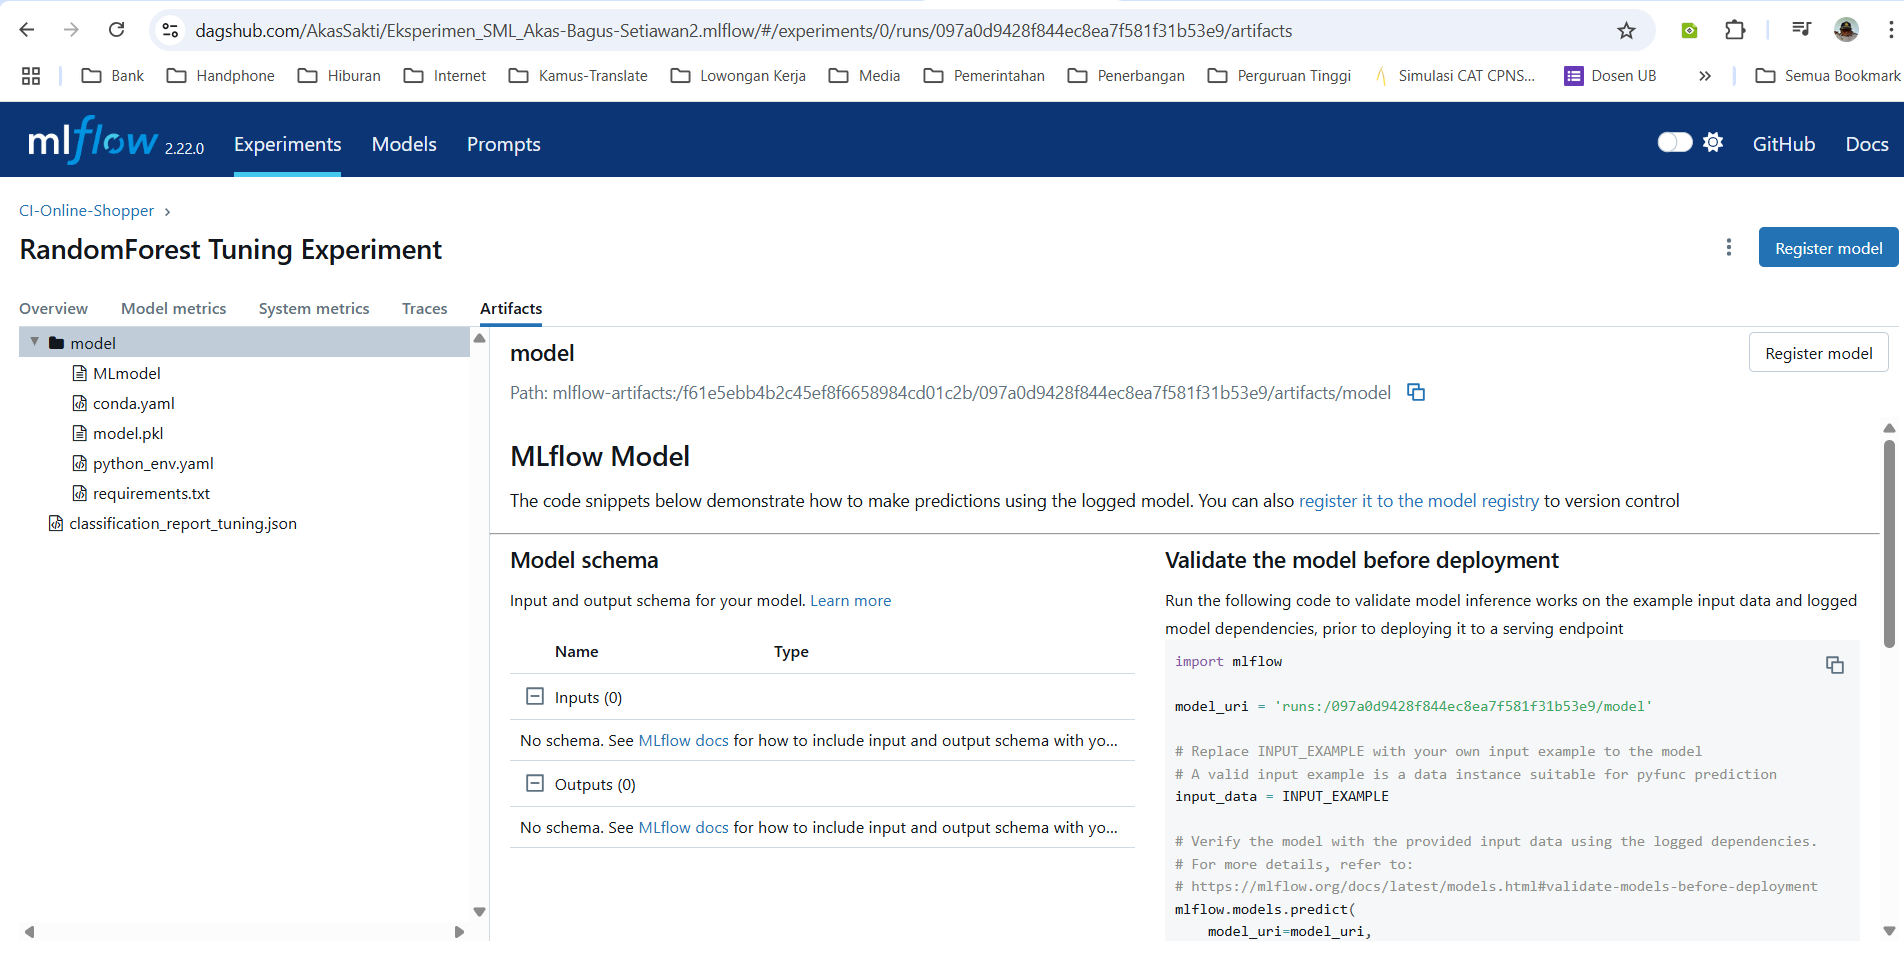 dagshub.com/AkasSakti/Eksperimen_SML_Akas-Bagus-Setiawan2.mlflow/#/experiments/0/runs/097a0d9428f844ec8ea7f581f31b53e9/artifacts
Bank Handphone Hiburan Internet Kamus-Translate Lowongan Kerja Media Pemerintahan Penerbangan Perguruan Tinggi Simulasi CAT CPNS... Dosen UB » Semua Bookmark
mlflow 2.22.0 Experiments Models Prompts GitHub Docs
CI-Online-Shopper ›
RandomForest Tuning Experiment
Register model
Overview Model metrics System metrics Traces Artifacts
model
MLmodel
conda.yaml
model.pkl
python_env.yaml
requirements.txt
classification_report_tuning.json
model
Register model
Path: mlflow-artifacts:/f61e5ebb4b2c45ef8f6658984cd01c2b/097a0d9428f844ec8ea7f581f31b53e9/artifacts/model
MLflow Model
The code snippets below demonstrate how to make predictions using the logged model. You can also register it to the model registry to version control
Model schema
Input and output schema for your model. Learn more
Name Type
Inputs (0)
No schema. See MLflow docs for how to include input and output schema with yo...
Outputs (0)
No schema. See MLflow docs for how to include input and output schema with yo...
Validate the model before deployment
Run the following code to validate model inference works on the example input data and logged
model dependencies, prior to deploying it to a serving endpoint
import mlflow
model_uri = 'runs:/097a0d9428f844ec8ea7f581f31b53e9/model'
# Replace INPUT_EXAMPLE with your own input example to the model
# A valid input example is a data instance suitable for pyfunc prediction
input_data = INPUT_EXAMPLE
# Verify the model with the provided input data using the logged dependencies.
# For more details, refer to:
# https://mlflow.org/docs/latest/models.html#validate-models-before-deployment
mlflow.models.predict(
model_uri=model_uri,